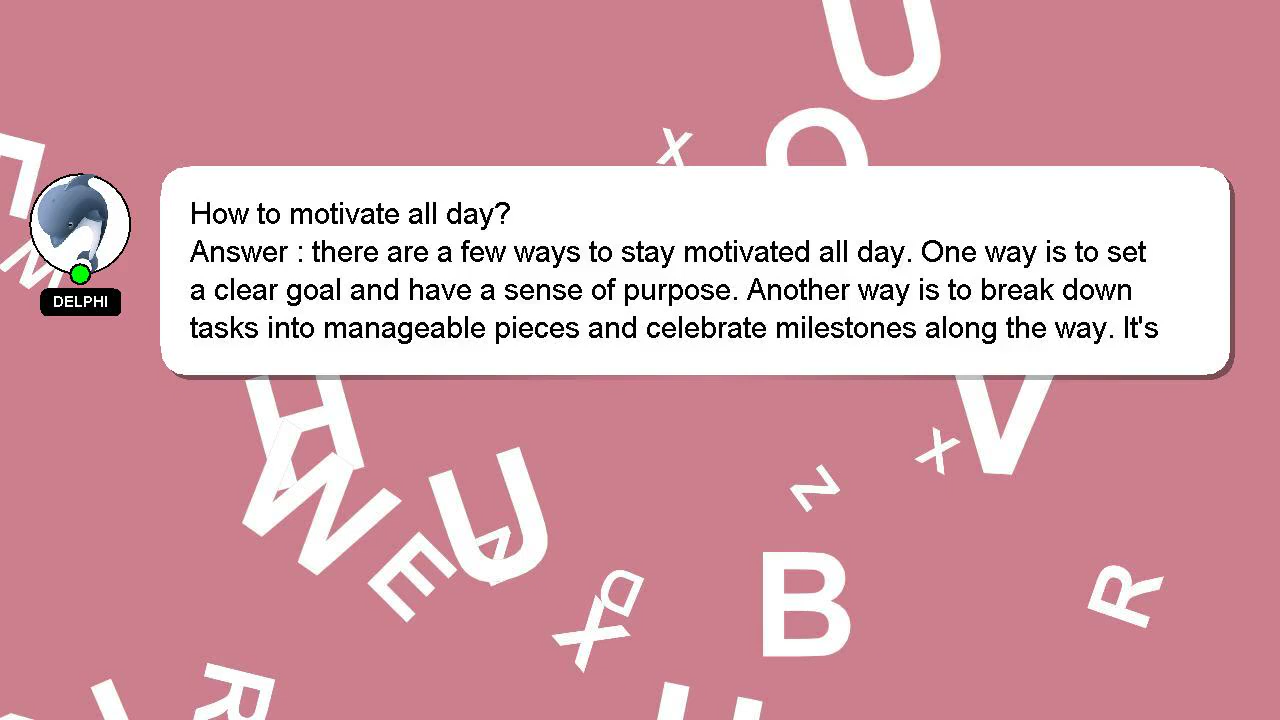 How to motivate all day?
Answer : there are a few ways to stay motivated all day. One way is to set
a clear goal and have a sense of purpose. Another way is to break down
tasks into manageable pieces and celebrate milestones along the way. It's
DELPHI
U
O
X
L
M
H
W
E
U
Z
D
X
N
X
V
B
R
R